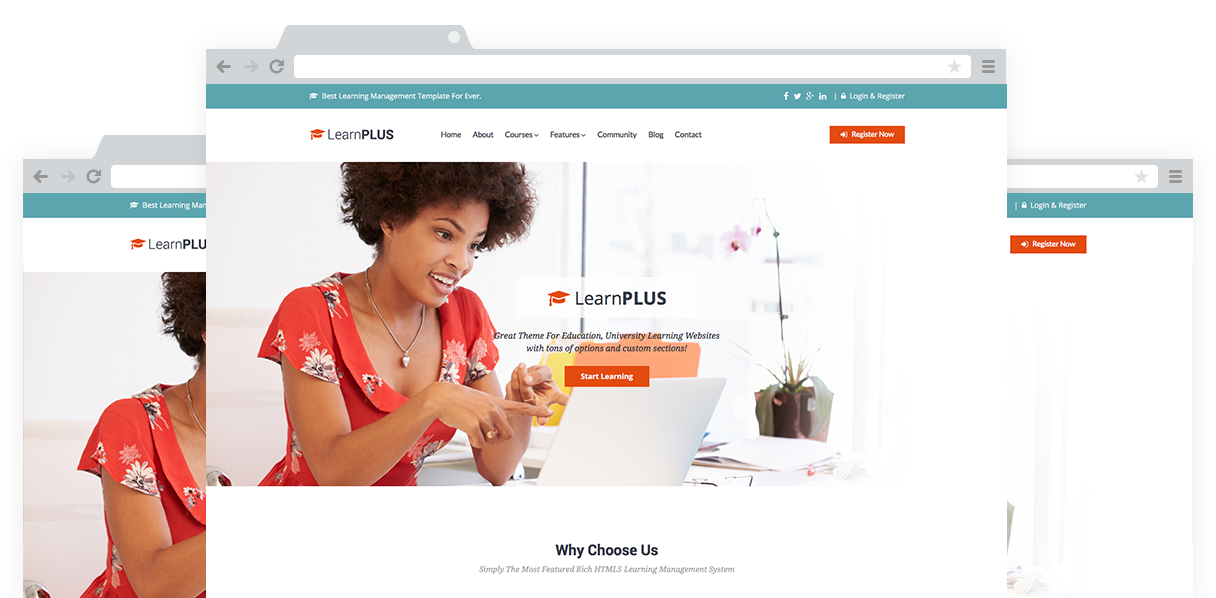 Best Learning Management Template For Ever.
| Login & Register
LearnPLUS
Home About Courses Features Community Blog Contact
Register Now
LearnPLUS
Great Theme For Education, University Learning Websites
with tons of options and custom sections!
Start Learning
Why Choose Us
Simply The Most Featured Rich HTML5 Learning Management System
Best Learning Man
LearnPLU
| Login & Register
Register Now